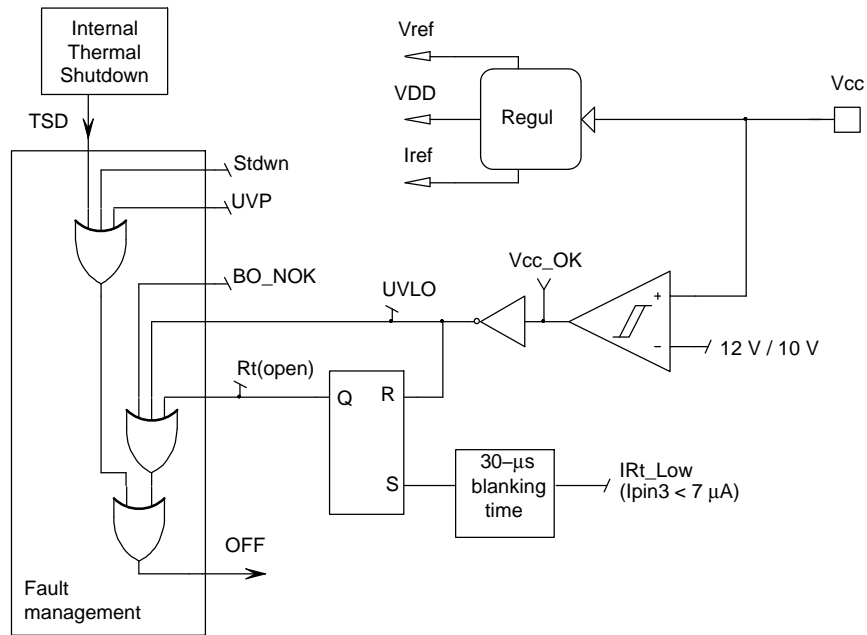 Internal
Thermal
Shutdown
Vref
VDD
Regul
Iref
Vcc
TSD
Stdwn
UVP
BO_NOK
UVLO
Vcc_OK
+
−
12 V / 10 V
Rt(open)
Q
R
S
30−μs
blanking
time
IRt_Low
(Ipin3 < 7 μA)
OFF
Fault
management